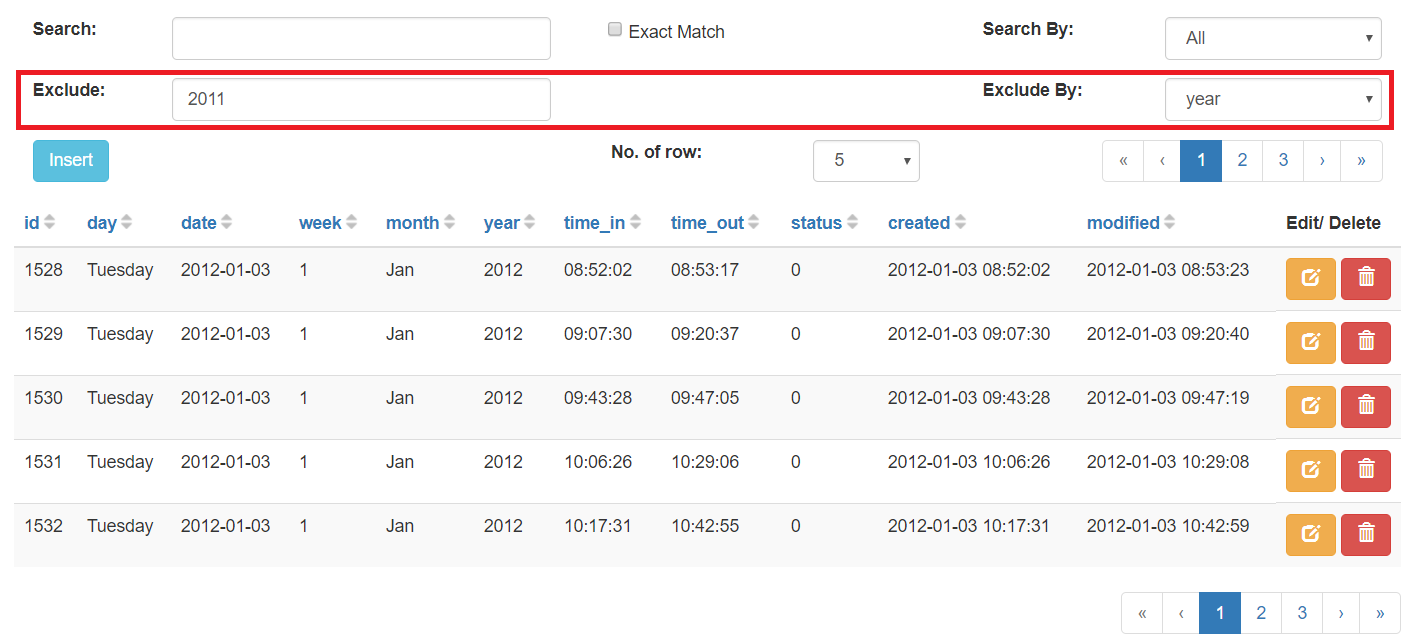 Search: Exact Match Search By: All
Exclude: 2011 Exclude By: year
Insert No. of row: 5 « ‹ 1 2 3 › »
id day date week month year time_in time_out status created modified Edit/ Delete
1528 Tuesday 2012-01-03 1 Jan 2012 08:52:02 08:53:17 0 2012-01-03 08:52:02 2012-01-03 08:53:23
1529 Tuesday 2012-01-03 1 Jan 2012 09:07:30 09:20:37 0 2012-01-03 09:07:30 2012-01-03 09:20:40
1530 Tuesday 2012-01-03 1 Jan 2012 09:43:28 09:47:05 0 2012-01-03 09:43:28 2012-01-03 09:47:19
1531 Tuesday 2012-01-03 1 Jan 2012 10:06:26 10:29:06 0 2012-01-03 10:06:26 2012-01-03 10:29:08
1532 Tuesday 2012-01-03 1 Jan 2012 10:17:31 10:42:55 0 2012-01-03 10:17:31 2012-01-03 10:42:59
« ‹ 1 2 3 › »